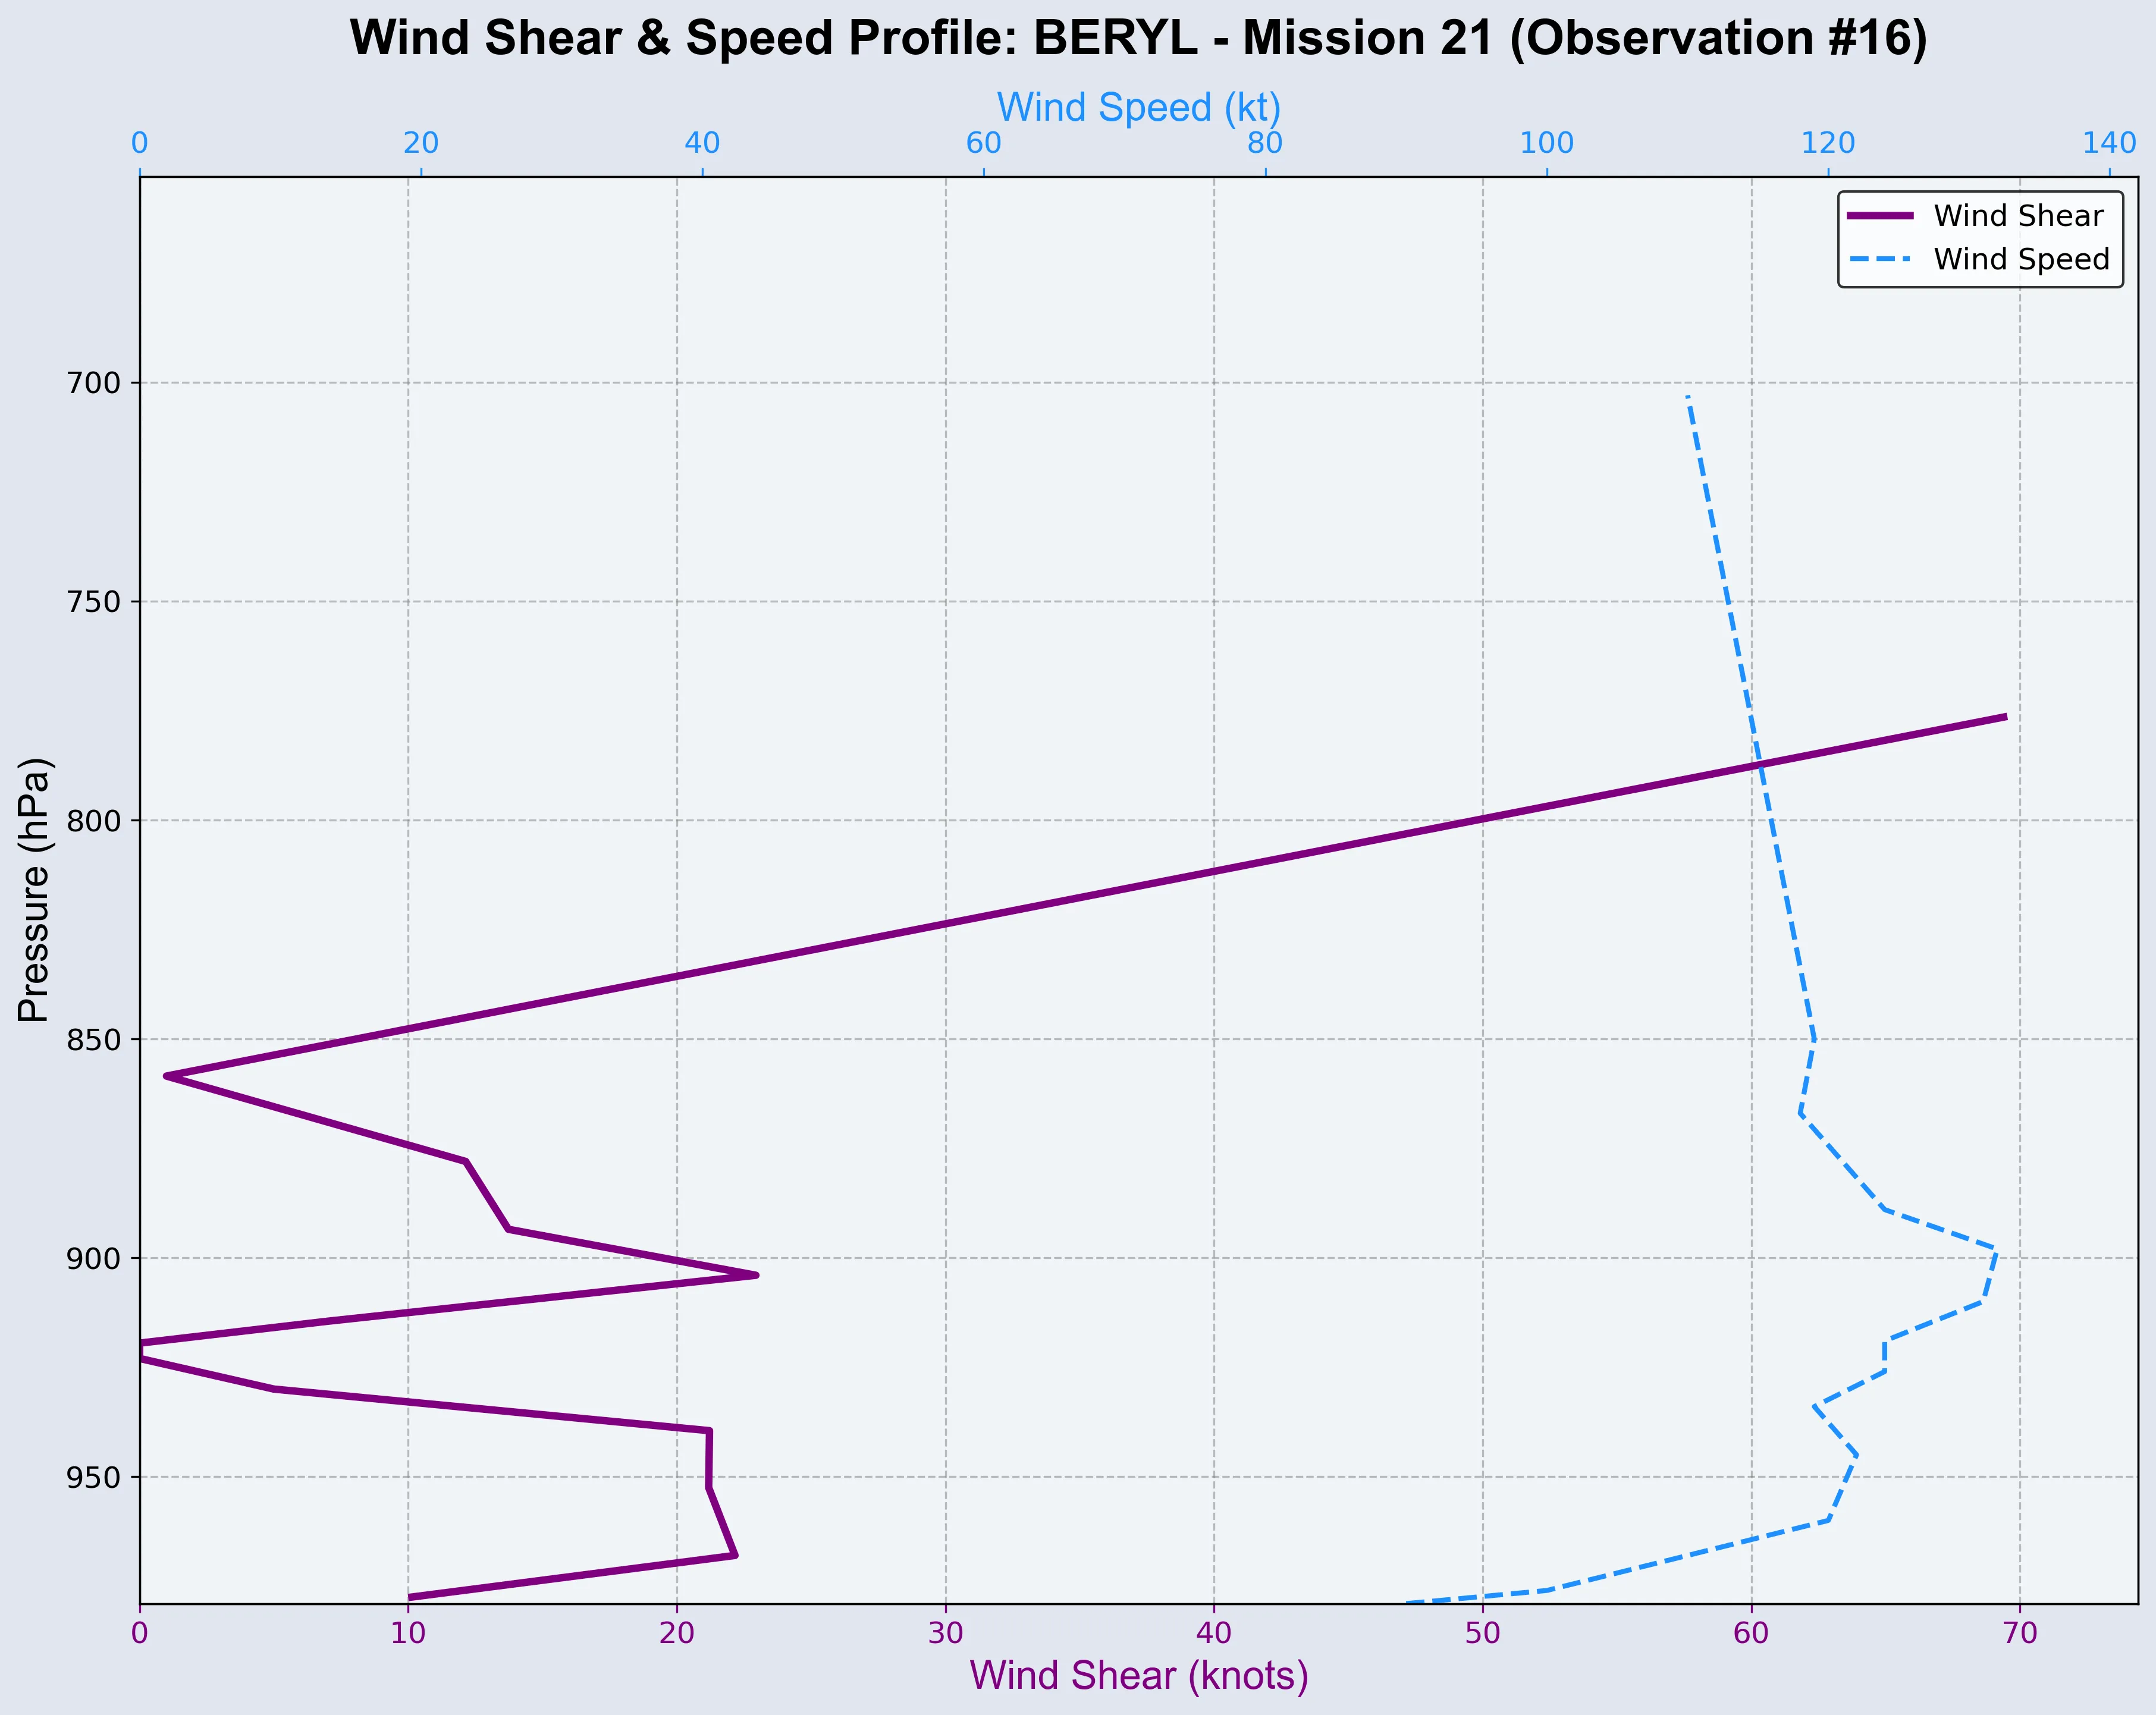 Wind Shear & Speed Profile: BERYL - Mission 21 (Observation #16)
Wind Speed (kt)
0 20 40 60 80 100 120 140
Wind Shear
Wind Speed
700
750
800
850
900
950
Pressure (hPa)
0 10 20 30 40 50 60 70
Wind Shear (knots)